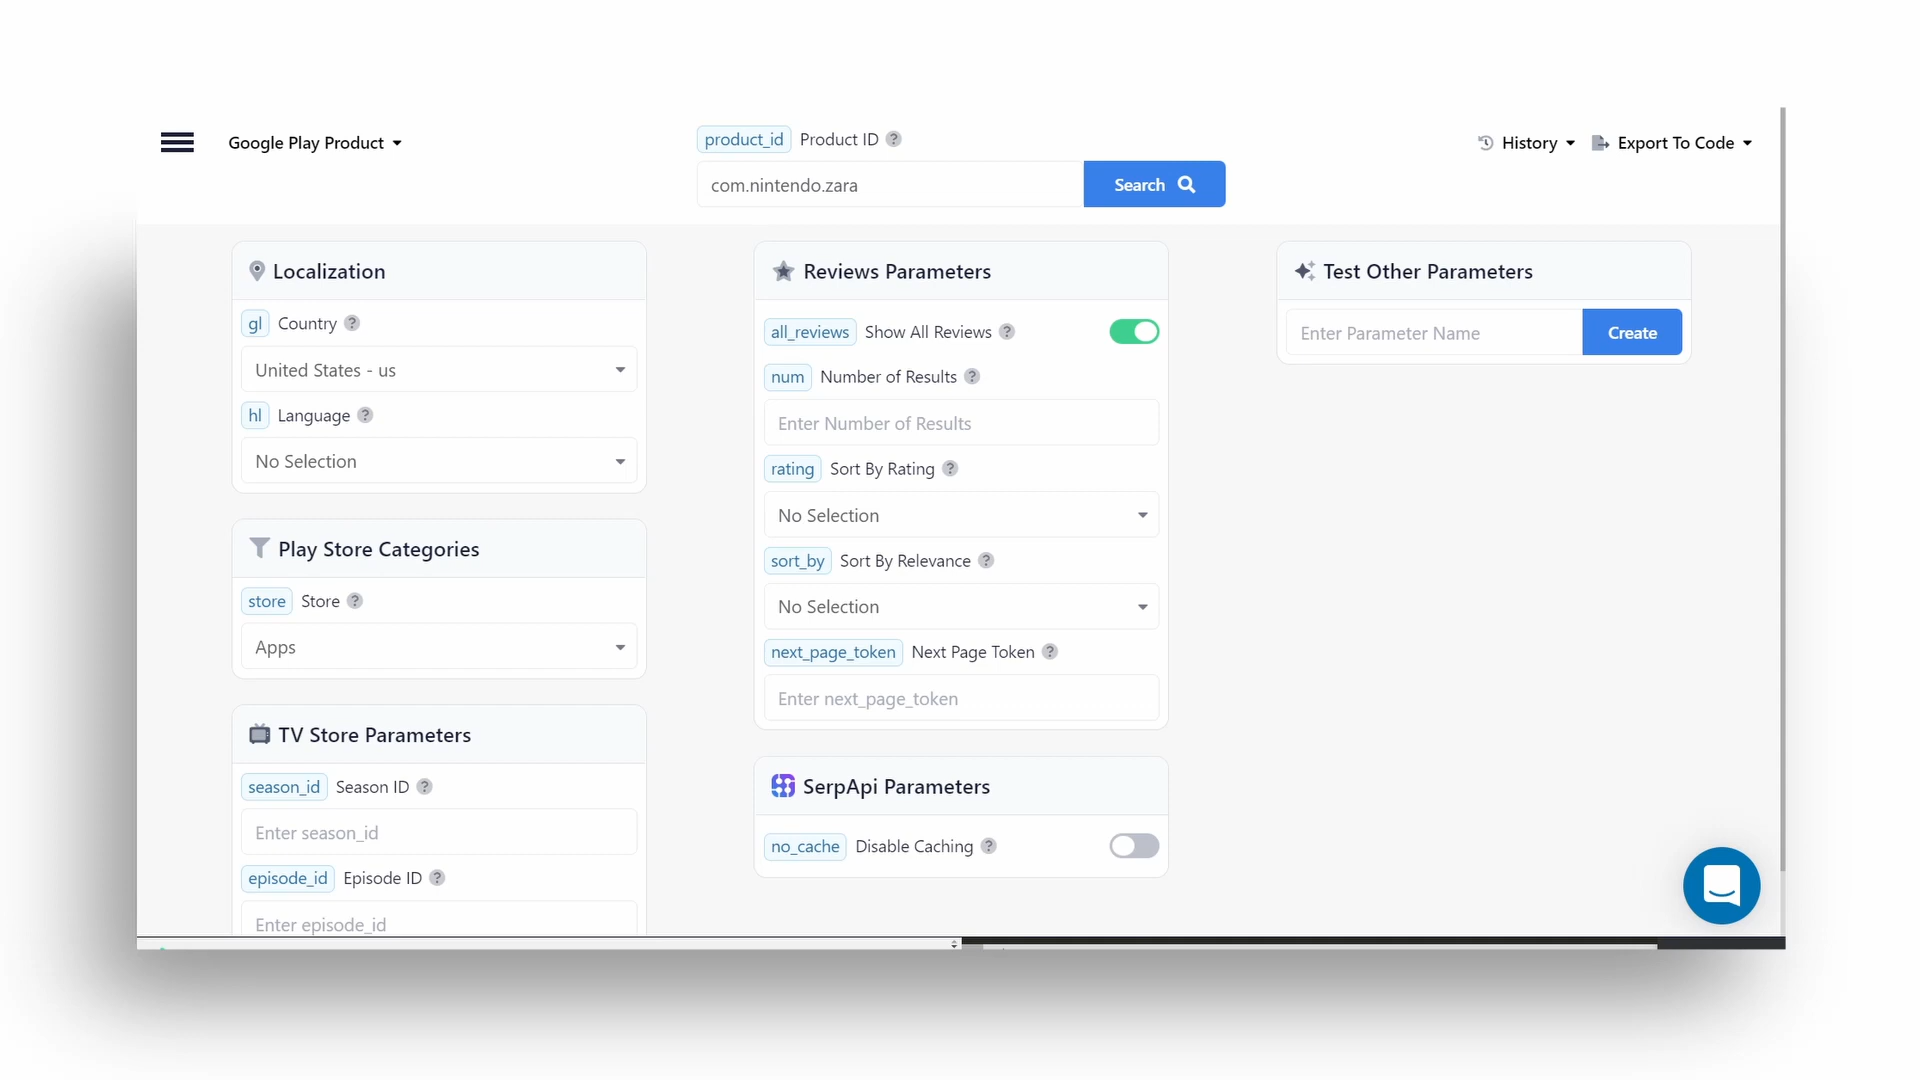 Google Play Product
product_id Product ID ?
com.nintendo.zara
Search
History
Export To Code
Localization
gl Country ?
United States - us
hl Language ?
No Selection
Play Store Categories
store Store ?
Apps
TV Store Parameters
season_id Season ID ?
Enter season_id
episode_id Episode ID ?
Enter episode_id
Reviews Parameters
all_reviews Show All Reviews ?
num Number of Results ?
Enter Number of Results
rating Sort By Rating ?
No Selection
sort_by Sort By Relevance ?
No Selection
next_page_token Next Page Token ?
Enter next_page_token
SerpApi Parameters
no_cache Disable Caching ?
Test Other Parameters
Enter Parameter Name
Create